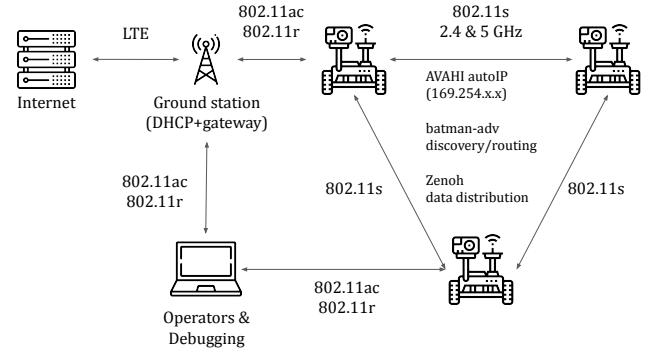 802.11ac
802.11r
802.11s
2.4 & 5 GHz
LTE
Internet
Ground station
(DHCP+gateway)
AVAHI autoIP
(169.254.x.x)
batman-adv
discovery/routing
Zenoh
data distribution
802.11ac
802.11r
802.11s
802.11s
802.11ac
802.11r
Operators &
Debugging